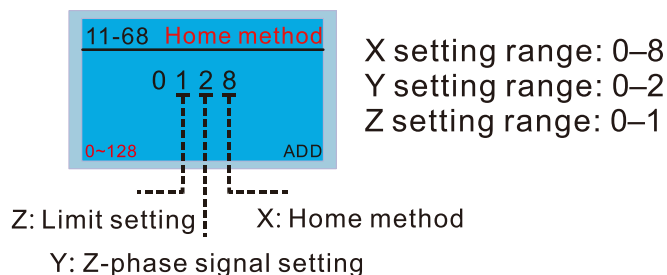 11-68 Home method
0 1 2 8
0~128 ADD
X setting range: 0–8
Y setting range: 0–2
Z setting range: 0–1
Z: Limit setting
X: Home method
Y: Z-phase signal setting